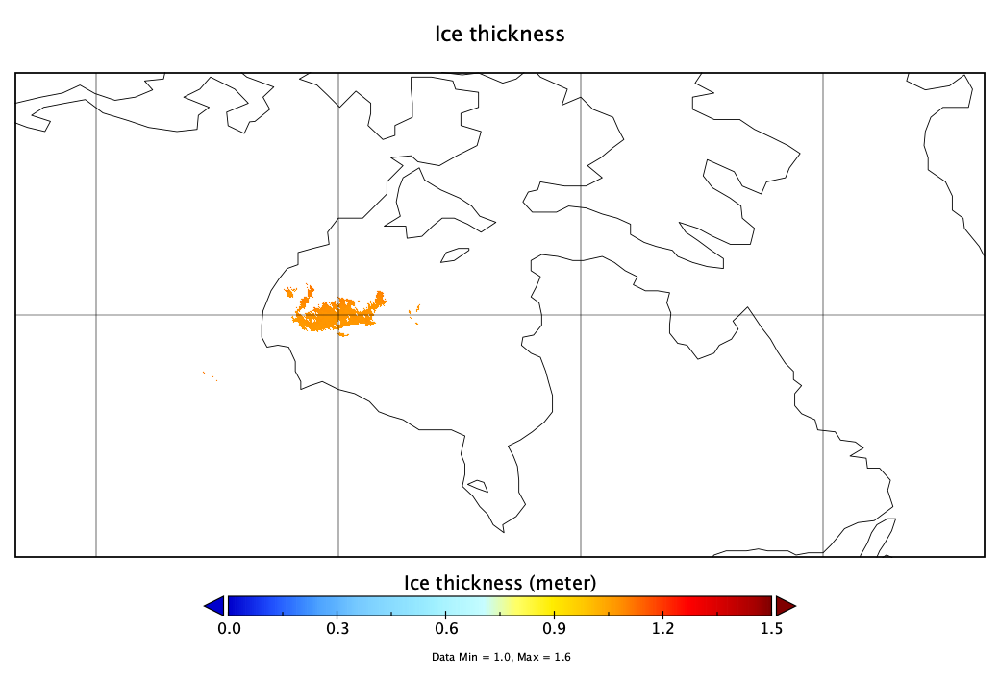 Ice thickness
Ice thickness (meter)
0.0 0.3 0.6 0.9 1.2 1.5
Data Min = 1.0, Max = 1.6